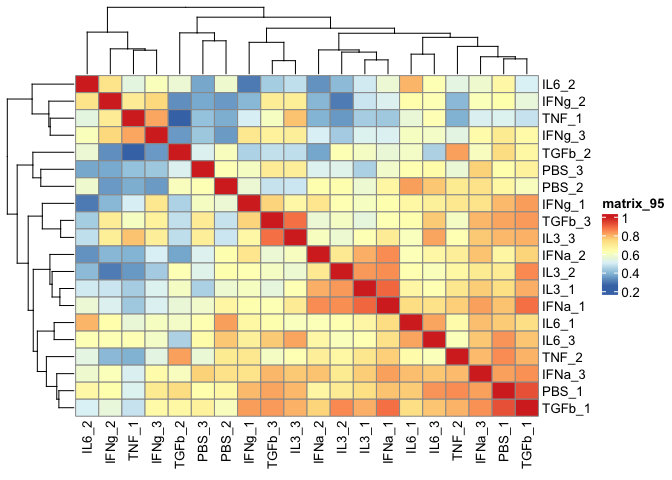 IL6_2
IFNg_2
TNF_1
IFNg_3
TGFb_2
PBS_3
PBS_2
IFNg_1
TGFb_3
IL3_3
IFNa_2
IL3_2
IL3_1
IFNa_1
IL6_1
IL6_3
TNF_2
IFNa_3
PBS_1
TGFb_1
matrix_95
1
0.8
0.6
0.4
0.2
IL6_2
IFNg_2
TNF_1
IFNg_3
TGFb_2
PBS_3
PBS_2
IFNg_1
TGFb_3
IL3_3
IFNa_2
IL3_2
IL3_1
IFNa_1
IL6_1
IL6_3
TNF_2
IFNa_3
PBS_1
TGFb_1